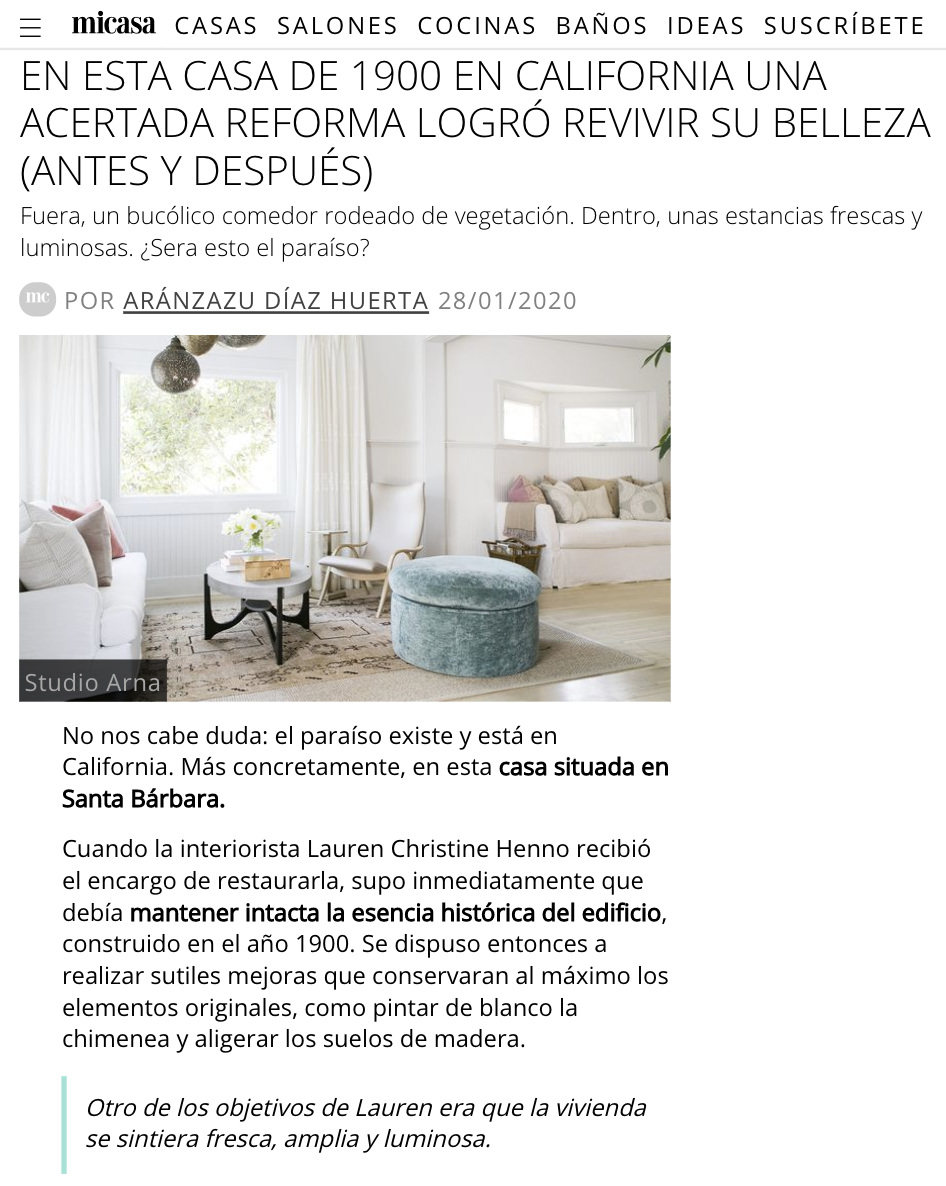 micasa CASAS SALONES COCINAS BAÑOS IDEAS SUSCRÍBETE
EN ESTA CASA DE 1900 EN CALIFORNIA UNA
ACERTADA REFORMA LOGRÓ REVIVIR SU BELLEZA
(ANTES Y DESPUÉS)
Fuera, un bucólico comedor rodeado de vegetación. Dentro, unas estancias frescas y
luminosas. ¿Sera esto el paraíso?
mc POR ARÁNZAZU DÍAZ HUERTA 28/01/2020
Studio Arna
No nos cabe duda: el paraíso existe y está en
California. Más concretamente, en esta casa situada en
Santa Bárbara.
Cuando la interiorista Lauren Christine Henno recibió
el encargo de restaurarla, supo inmediatamente que
debía mantener intacta la esencia histórica del edificio,
construido en el año 1900. Se dispuso entonces a
realizar sutiles mejoras que conservaran al máximo los
elementos originales, como pintar de blanco la
chimenea y aligerar los suelos de madera.
Otro de los objetivos de Lauren era que la vivienda
se sintiera fresca, amplia y luminosa.